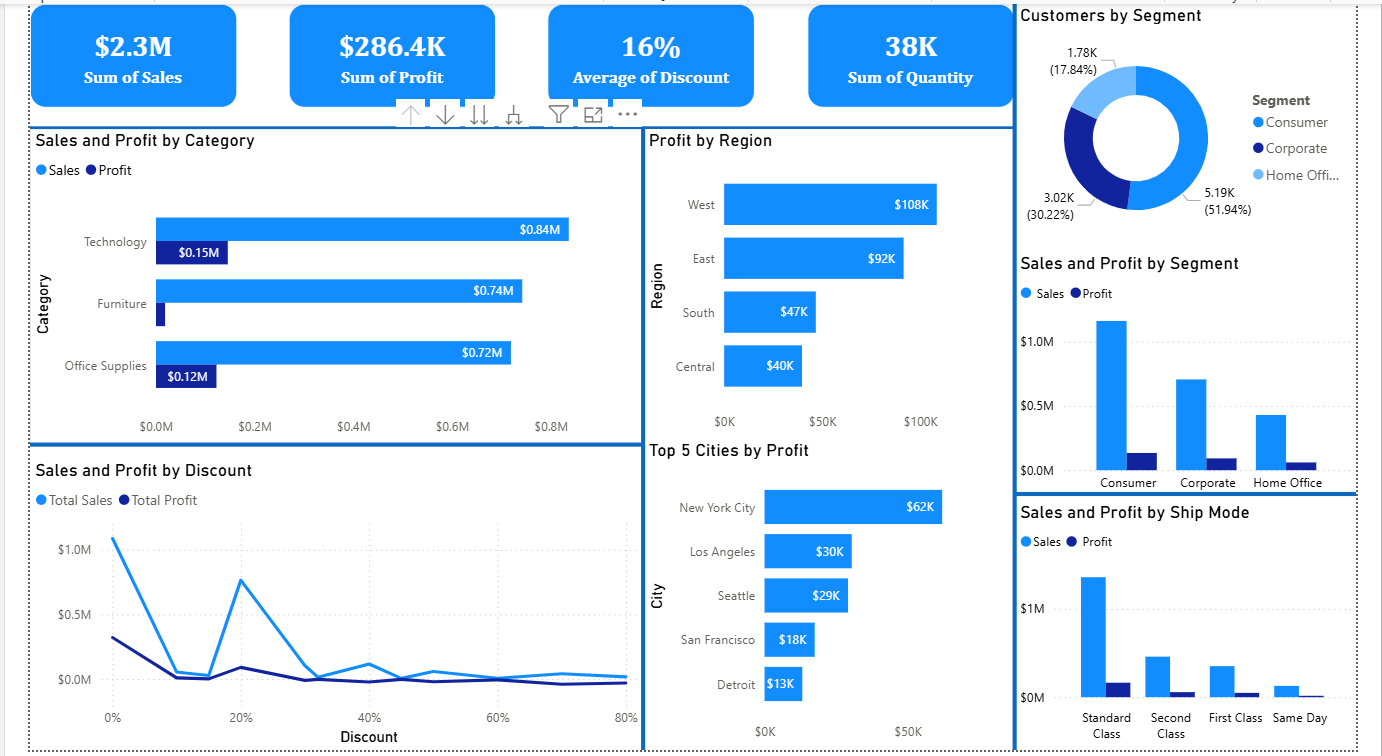 $2.3M
Sum of Sales
$286.4K
Sum of Profit
16%
Average of Discount
38K
Sum of Quantity
Customers by Segment
1.78K
(17.84%)
3.02K
(30.22%)
5.19K
(51.94%)
Segment
Consumer
Corporate
Home Offi...
Sales and Profit by Category
Sales Profit
Category
Technology
$0.84M
$0.15M
Furniture
$0.74M
Office Supplies
$0.72M
$0.12M
$0.0M $0.2M $0.4M $0.6M $0.8M
Profit by Region
Region
West $108K
East $92K
South $47K
Central $40K
$0K $50K $100K
Sales and Profit by Segment
Sales Profit
$1.0M
$0.5M
$0.0M
Consumer Corporate Home Office
Sales and Profit by Discount
Total Sales Total Profit
$1.0M
$0.5M
$0.0M
0% 20% 40% 60% 80%
Discount
Top 5 Cities by Profit
City
New York City $62K
Los Angeles $30K
Seattle $29K
San Francisco $18K
Detroit $13K
$0K $50K
Sales and Profit by Ship Mode
Sales Profit
$1M
$0M
Standard Class
Second Class
First Class
Same Day